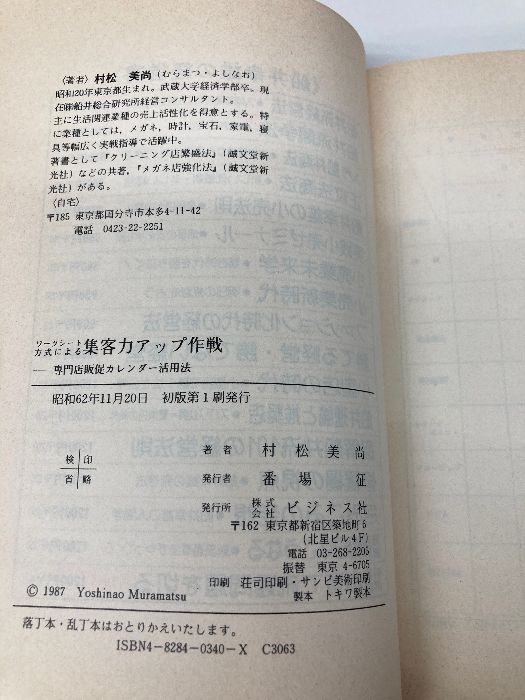 〈著者〉村松　美尚（むらまつ・よしなお）
昭和20年東京都生まれ。武蔵大学経済学部卒。現
在㈱船井総合研究所経営コンサルタント。
主に生活関連業種の売上活性化を得意とする。特
に業種としては，メガネ，時計，宝石，家電，寝
具等幅広く実戦指導で活躍中。
著書として『クリーニング店繁盛法』（誠文堂新
光社）などの共著，『メガネ店強化法』（誠文堂新
光社）がある。
〈自宅〉
〒185 東京都国分寺市本多4-11-42
電話 0423-22-2251
ワークシート方式による 集客力アップ作戦
── 専門店販促カレンダー活用法
昭和62年11月20日　初版第1刷発行
検印
省略
著者　村松美尚
発行者　番場征
発行所　株式会社　ビジネス社
〒162 東京都新宿区築地町6
（北星ビル4F）
電話 03-268-2205
振替 東京 4-6705
印刷　荘司印刷・サンビ美術印刷
製本　トキワ製本
© 1987 Yoshinao Muramatsu
落丁本・乱丁本はおとりかえいたします。
ISBN4-8284-0340-X C3063